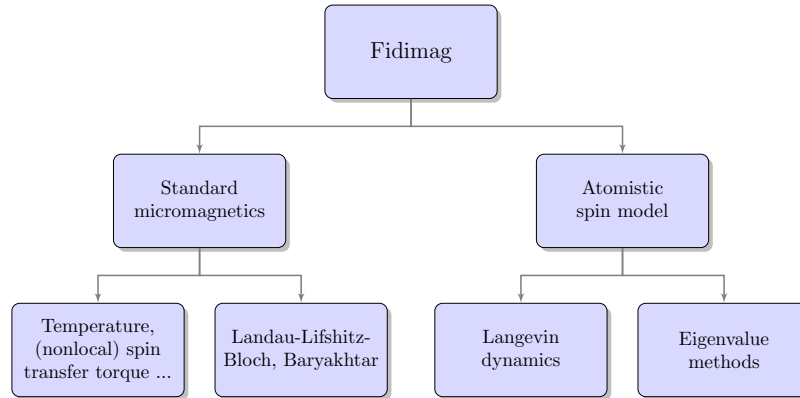 Fidimag
Standard
micromagnetics
Atomistic
spin model
Temperature,
(nonlocal) spin
transfer torque ...
Landau-Lifshitz-
Bloch, Baryakhtar
Langevin
dynamics
Eigenvalue
methods